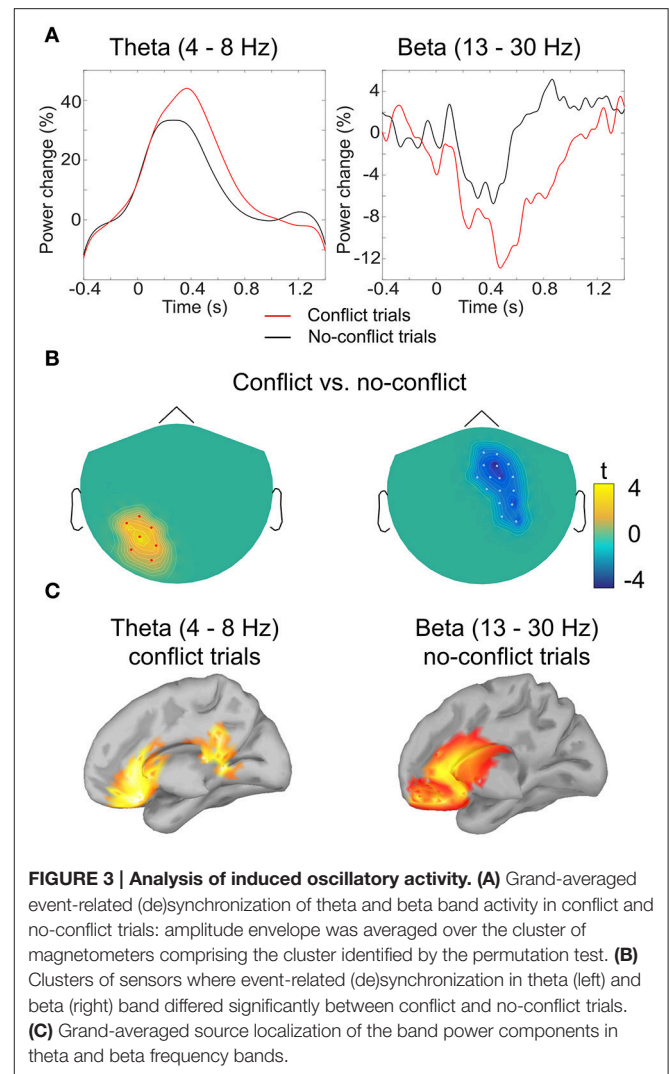 A
Theta (4 - 8 Hz)
Beta (13 - 30 Hz)
Power change (%)
40
20
0
-0.4
0
0.4
0.8
1.2
Time (s)
Power change (%)
4
0
-4
-8
-12
-0.4
0
0.4
0.8
1.2
Time (s)
Conflict trials
No-conflict trials
B
Conflict vs. no-conflict
t
4
0
-4
C
Theta (4 - 8 Hz)
conflict trials
Beta (13 - 30 Hz)
no-conflict trials
FIGURE 3 | Analysis of induced oscillatory activity. (A) Grand-averaged
event-related (de)synchronization of theta and beta band activity in conflict and
no-conflict trials: amplitude envelope was averaged over the cluster of
magnetometers comprising the cluster identified by the permutation test. (B)
Clusters of sensors where event-related (de)synchronization in theta (left) and
beta (right) band differed significantly between conflict and no-conflict trials.
(C) Grand-averaged source localization of the band power components in
theta and beta frequency bands.